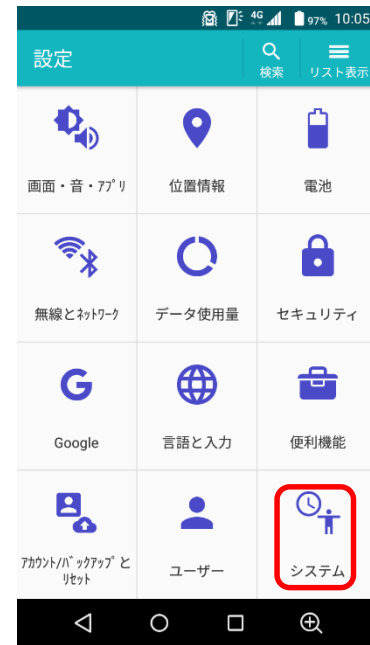 4G 97% 10:05
設定
検索 リスト表示
画面・音・ｱﾌﾟﾘ 位置情報 電池
無線とﾈｯﾄﾜｰｸ データ使用量 セキュリティ
Google 言語と入力 便利機能
ｱｶｳﾝﾄ/ﾊﾞｯｸｱｯﾌﾟと
ﾘｾｯﾄ
ユーザー システム